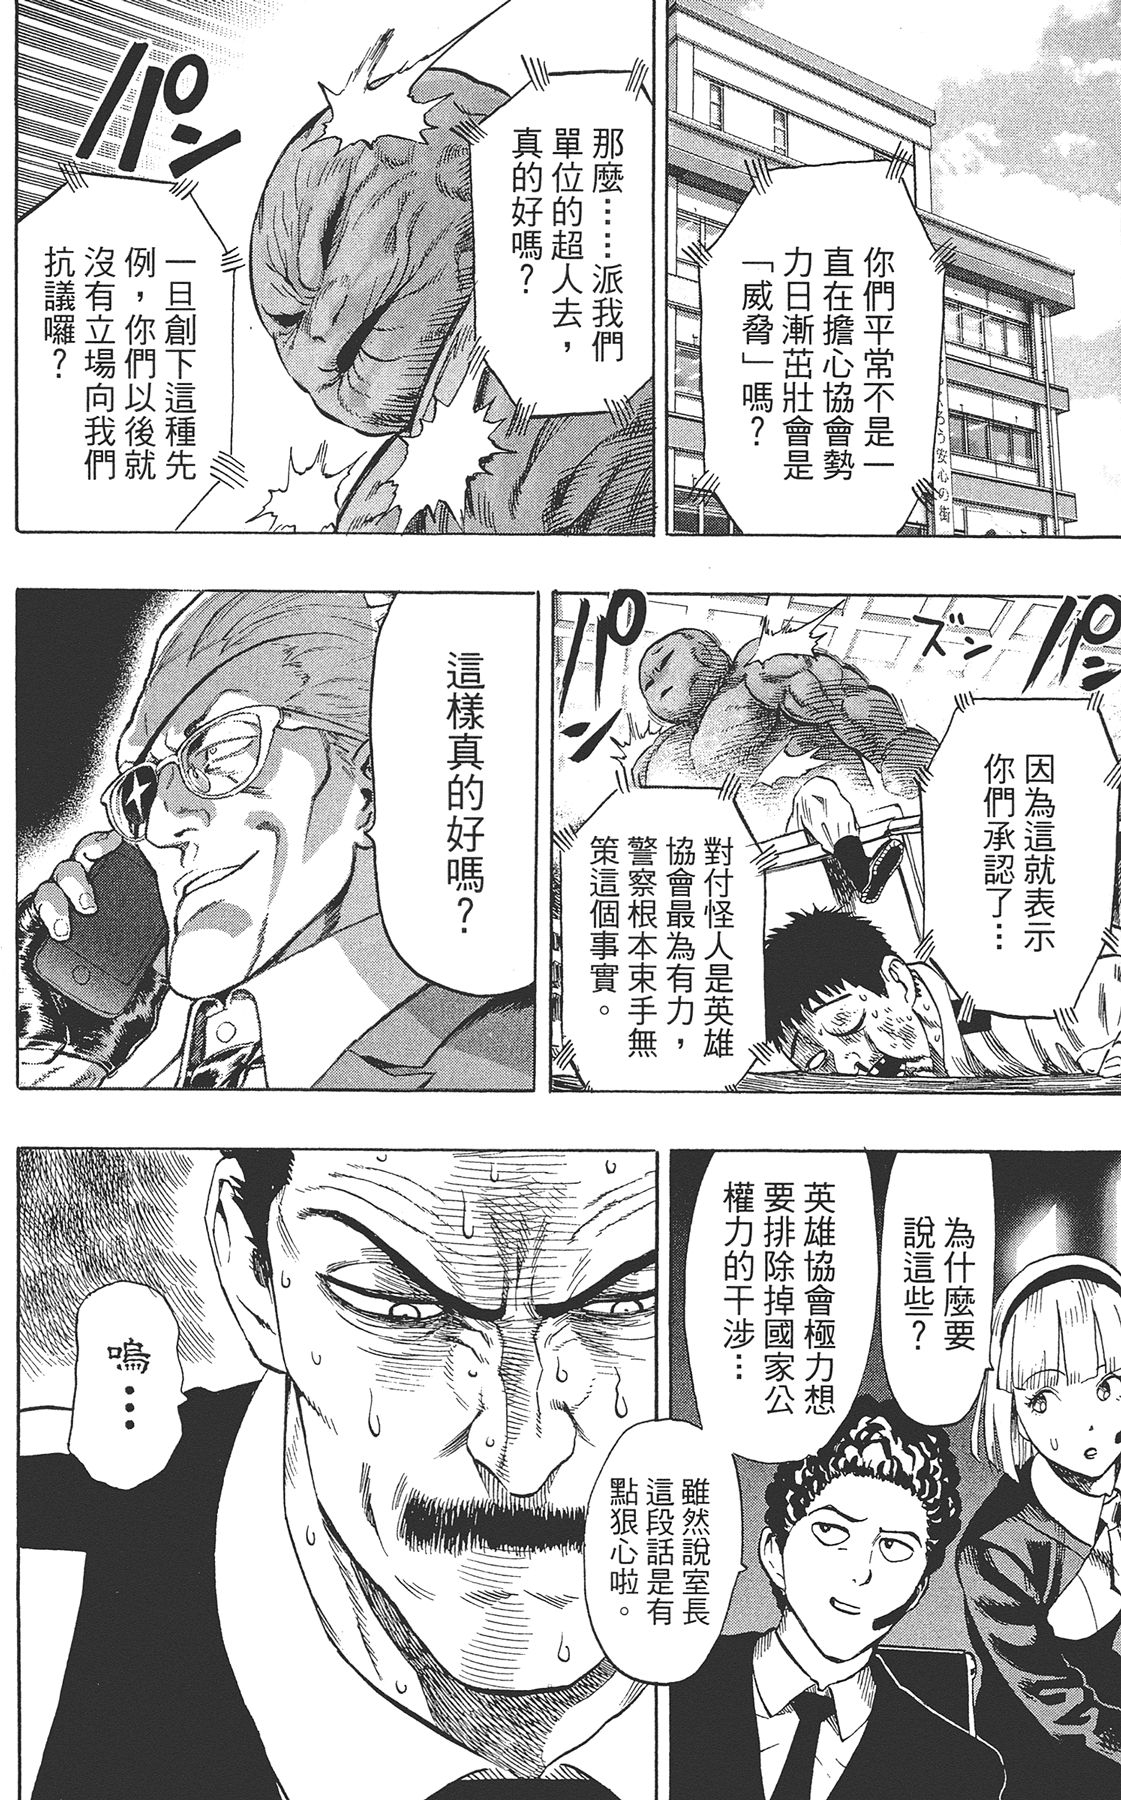 你們平常不是一
直在擔心協會勢
力日漸茁壯會是
「威脅」嗎？
くろう安心の街
那麼……派我們
單位的超人去，
真的好嗎？
パン
一旦創下這種先
例，你們以後就
沒有立場向我們
抗議囉？
因為這就表示
你們承認了…
パ
ズン
パ
對付怪人是英雄
協會最為有力，
警察根本束手無
策這個事實。
這樣真的好嗎？
為什麼要
說這些？
英雄協會極力想
要排除掉國家公
權力的干涉…
雖然說室長
這段話是有
點狠心啦。
嗚…